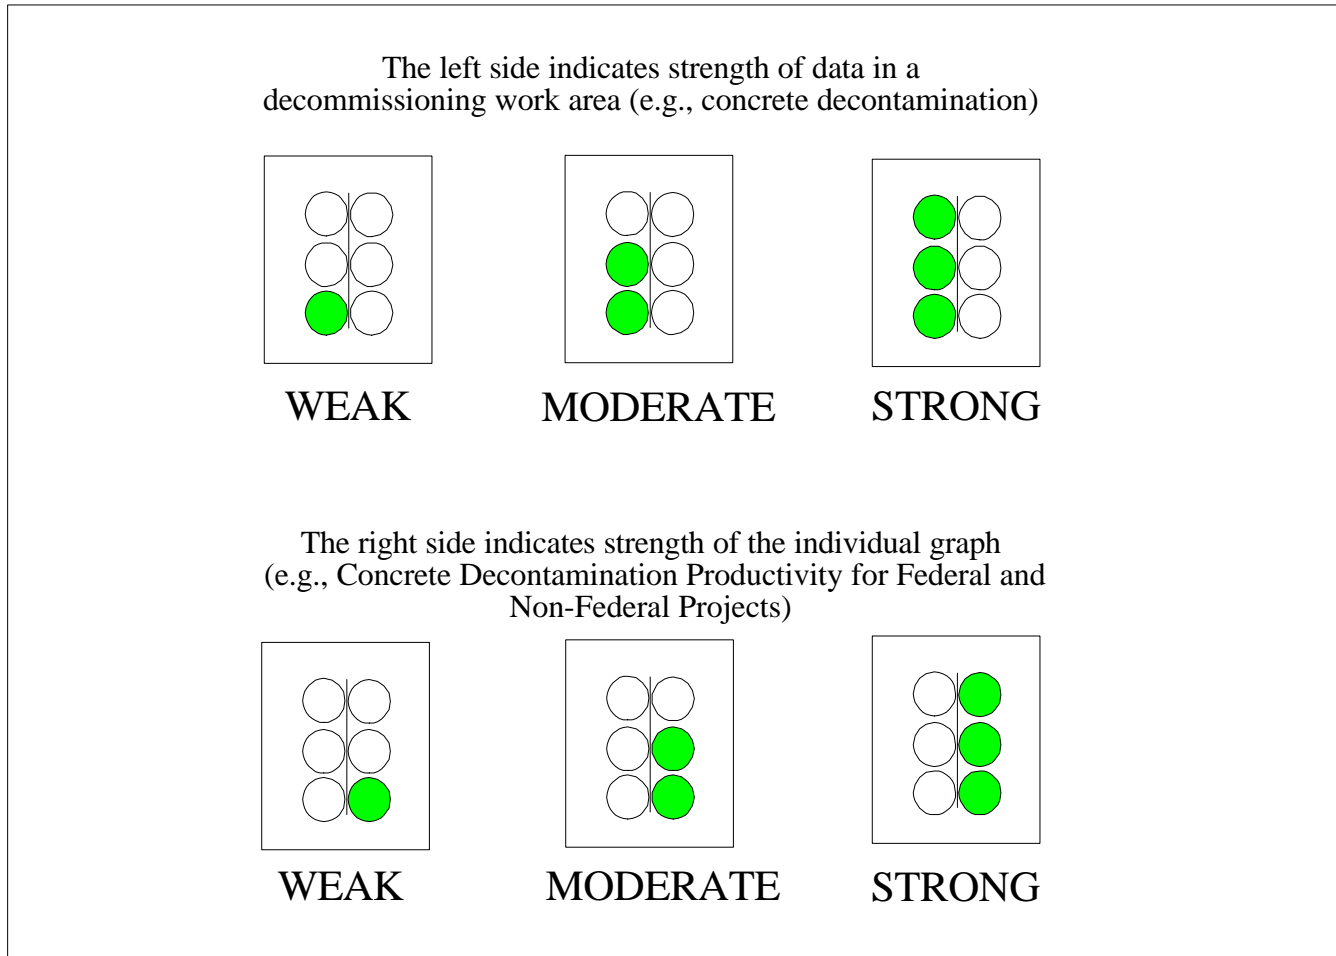 The left side indicates strength of data in a
decommissioning work area (e.g., concrete decontamination)
WEAK
MODERATE
STRONG
The right side indicates strength of the individual graph
(e.g., Concrete Decontamination Productivity for Federal and
Non-Federal Projects)
WEAK
MODERATE
STRONG